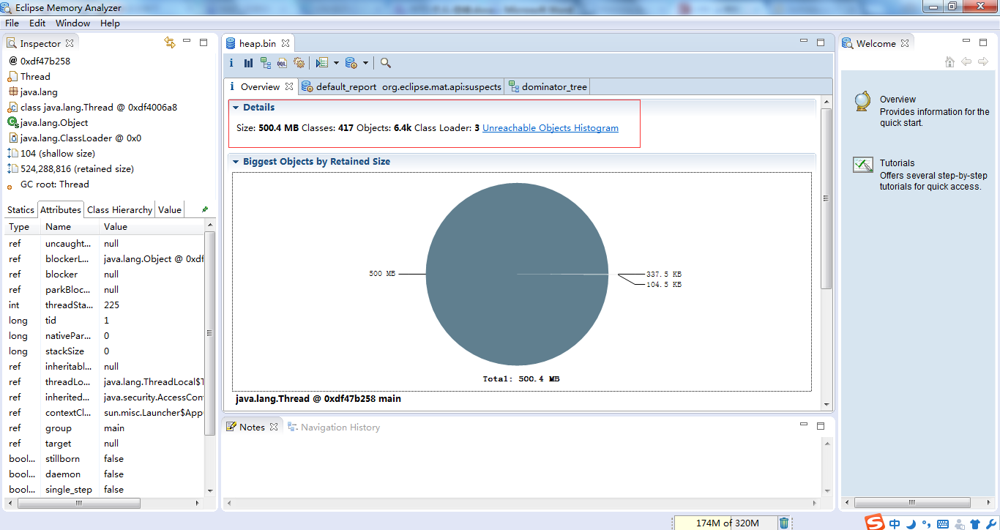 Eclipse Memory Analyzer
File Edit Window Help
Inspector
@ 0xdf47b258
Thread
java.lang
class java.lang.Thread @ 0xdf4006a8
java.lang.Object
java.lang.ClassLoader @ 0x0
104 (shallow size)
524,288,816 (retained size)
GC root: Thread
Statics Attributes Class Hierarchy Value
Type Name Value
ref uncaught... null
ref blockerL... java.lang.Object @ 0xdf
ref blocker null
ref parkBloc... null
int threadSta... 225
long tid 1
long nativePar... 0
long stackSize 0
ref inheritabl... null
ref threadLo... java.lang.ThreadLocal$T
ref inherited... java.security.AccessCon
ref contextCl... sun.misc.Launcher$App
ref group main
ref target null
bool... stillborn false
bool... daemon false
bool... single_step false
heap.bin
i OQL
i Overview default_report org.eclipse.mat.api:suspects dominator_tree
Details
Size: 500.4 MB Classes: 417 Objects: 6.4k Class Loader: 3 Unreachable Objects Histogram
Biggest Objects by Retained Size
500 MB
337.5 KB
104.5 KB
Total: 500.4 MB
java.lang.Thread @ 0xdf47b258 main
Notes Navigation History
Welcome
Overview
Provides information for the
quick start.
Tutorials
Offers several step-by-step
tutorials for quick access.
174M of 320M
S 中